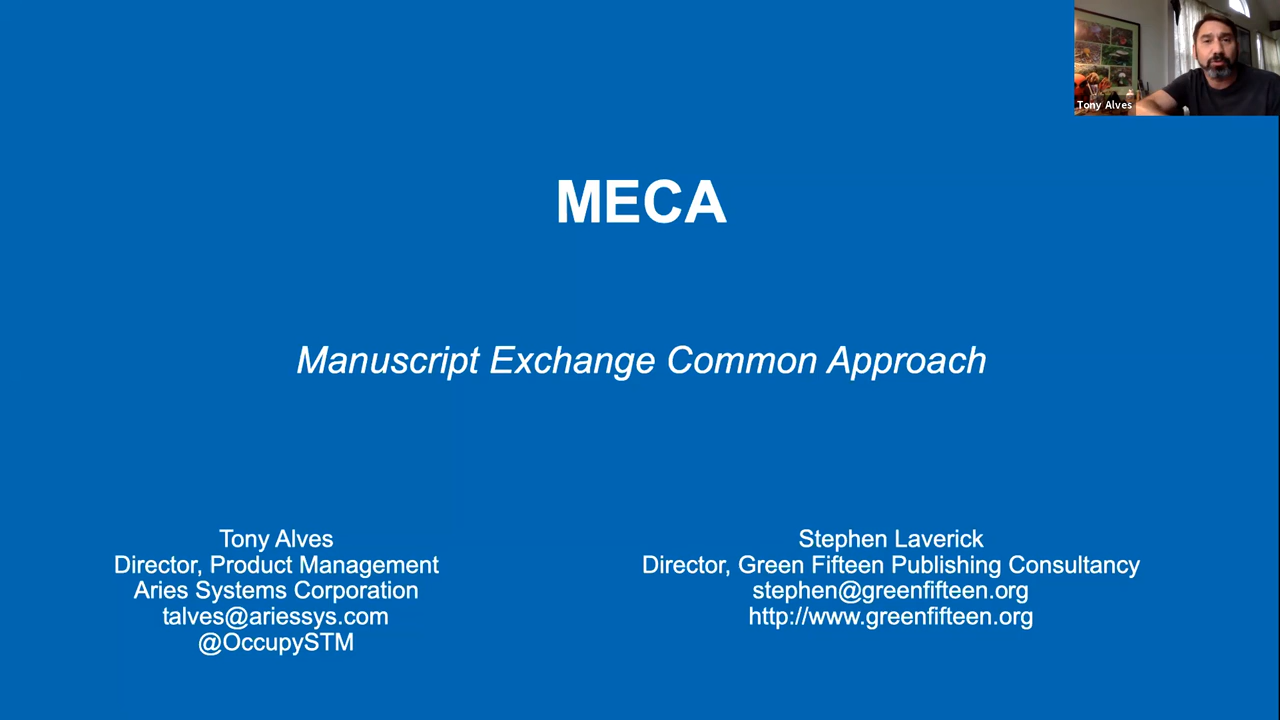 Tony Alves
MECA
Manuscript Exchange Common Approach
Tony Alves
Director, Product Management
Aries Systems Corporation
talves@ariessys.com
@OccupySTM
Stephen Laverick
Director, Green Fifteen Publishing Consultancy
stephen@greenfifteen.org
http://www.greenfifteen.org